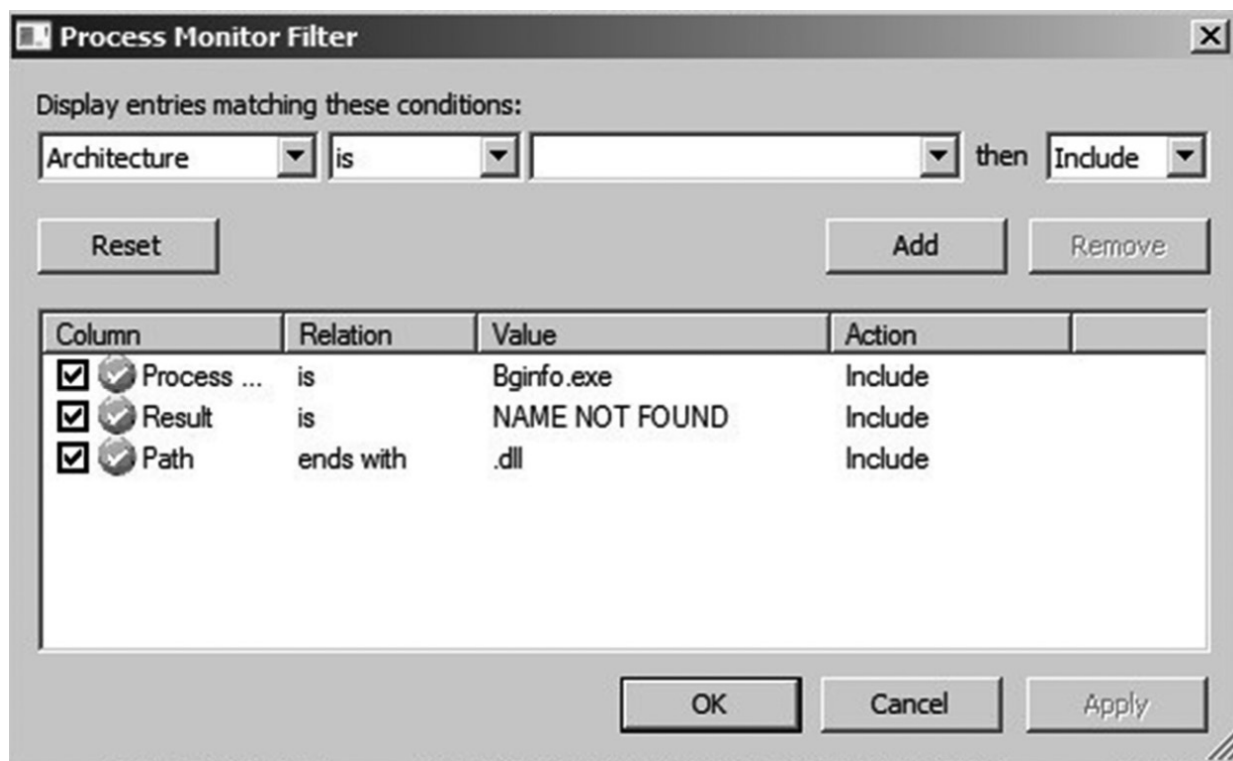 Process Monitor Filter
Display entries matching these conditions:
Architecture is then Include
Reset Add Remove
Column Relation Value Action
Process ... is Bginfo.exe Include
Result is NAME NOT FOUND Include
Path ends with .dll Include
OK Cancel Apply